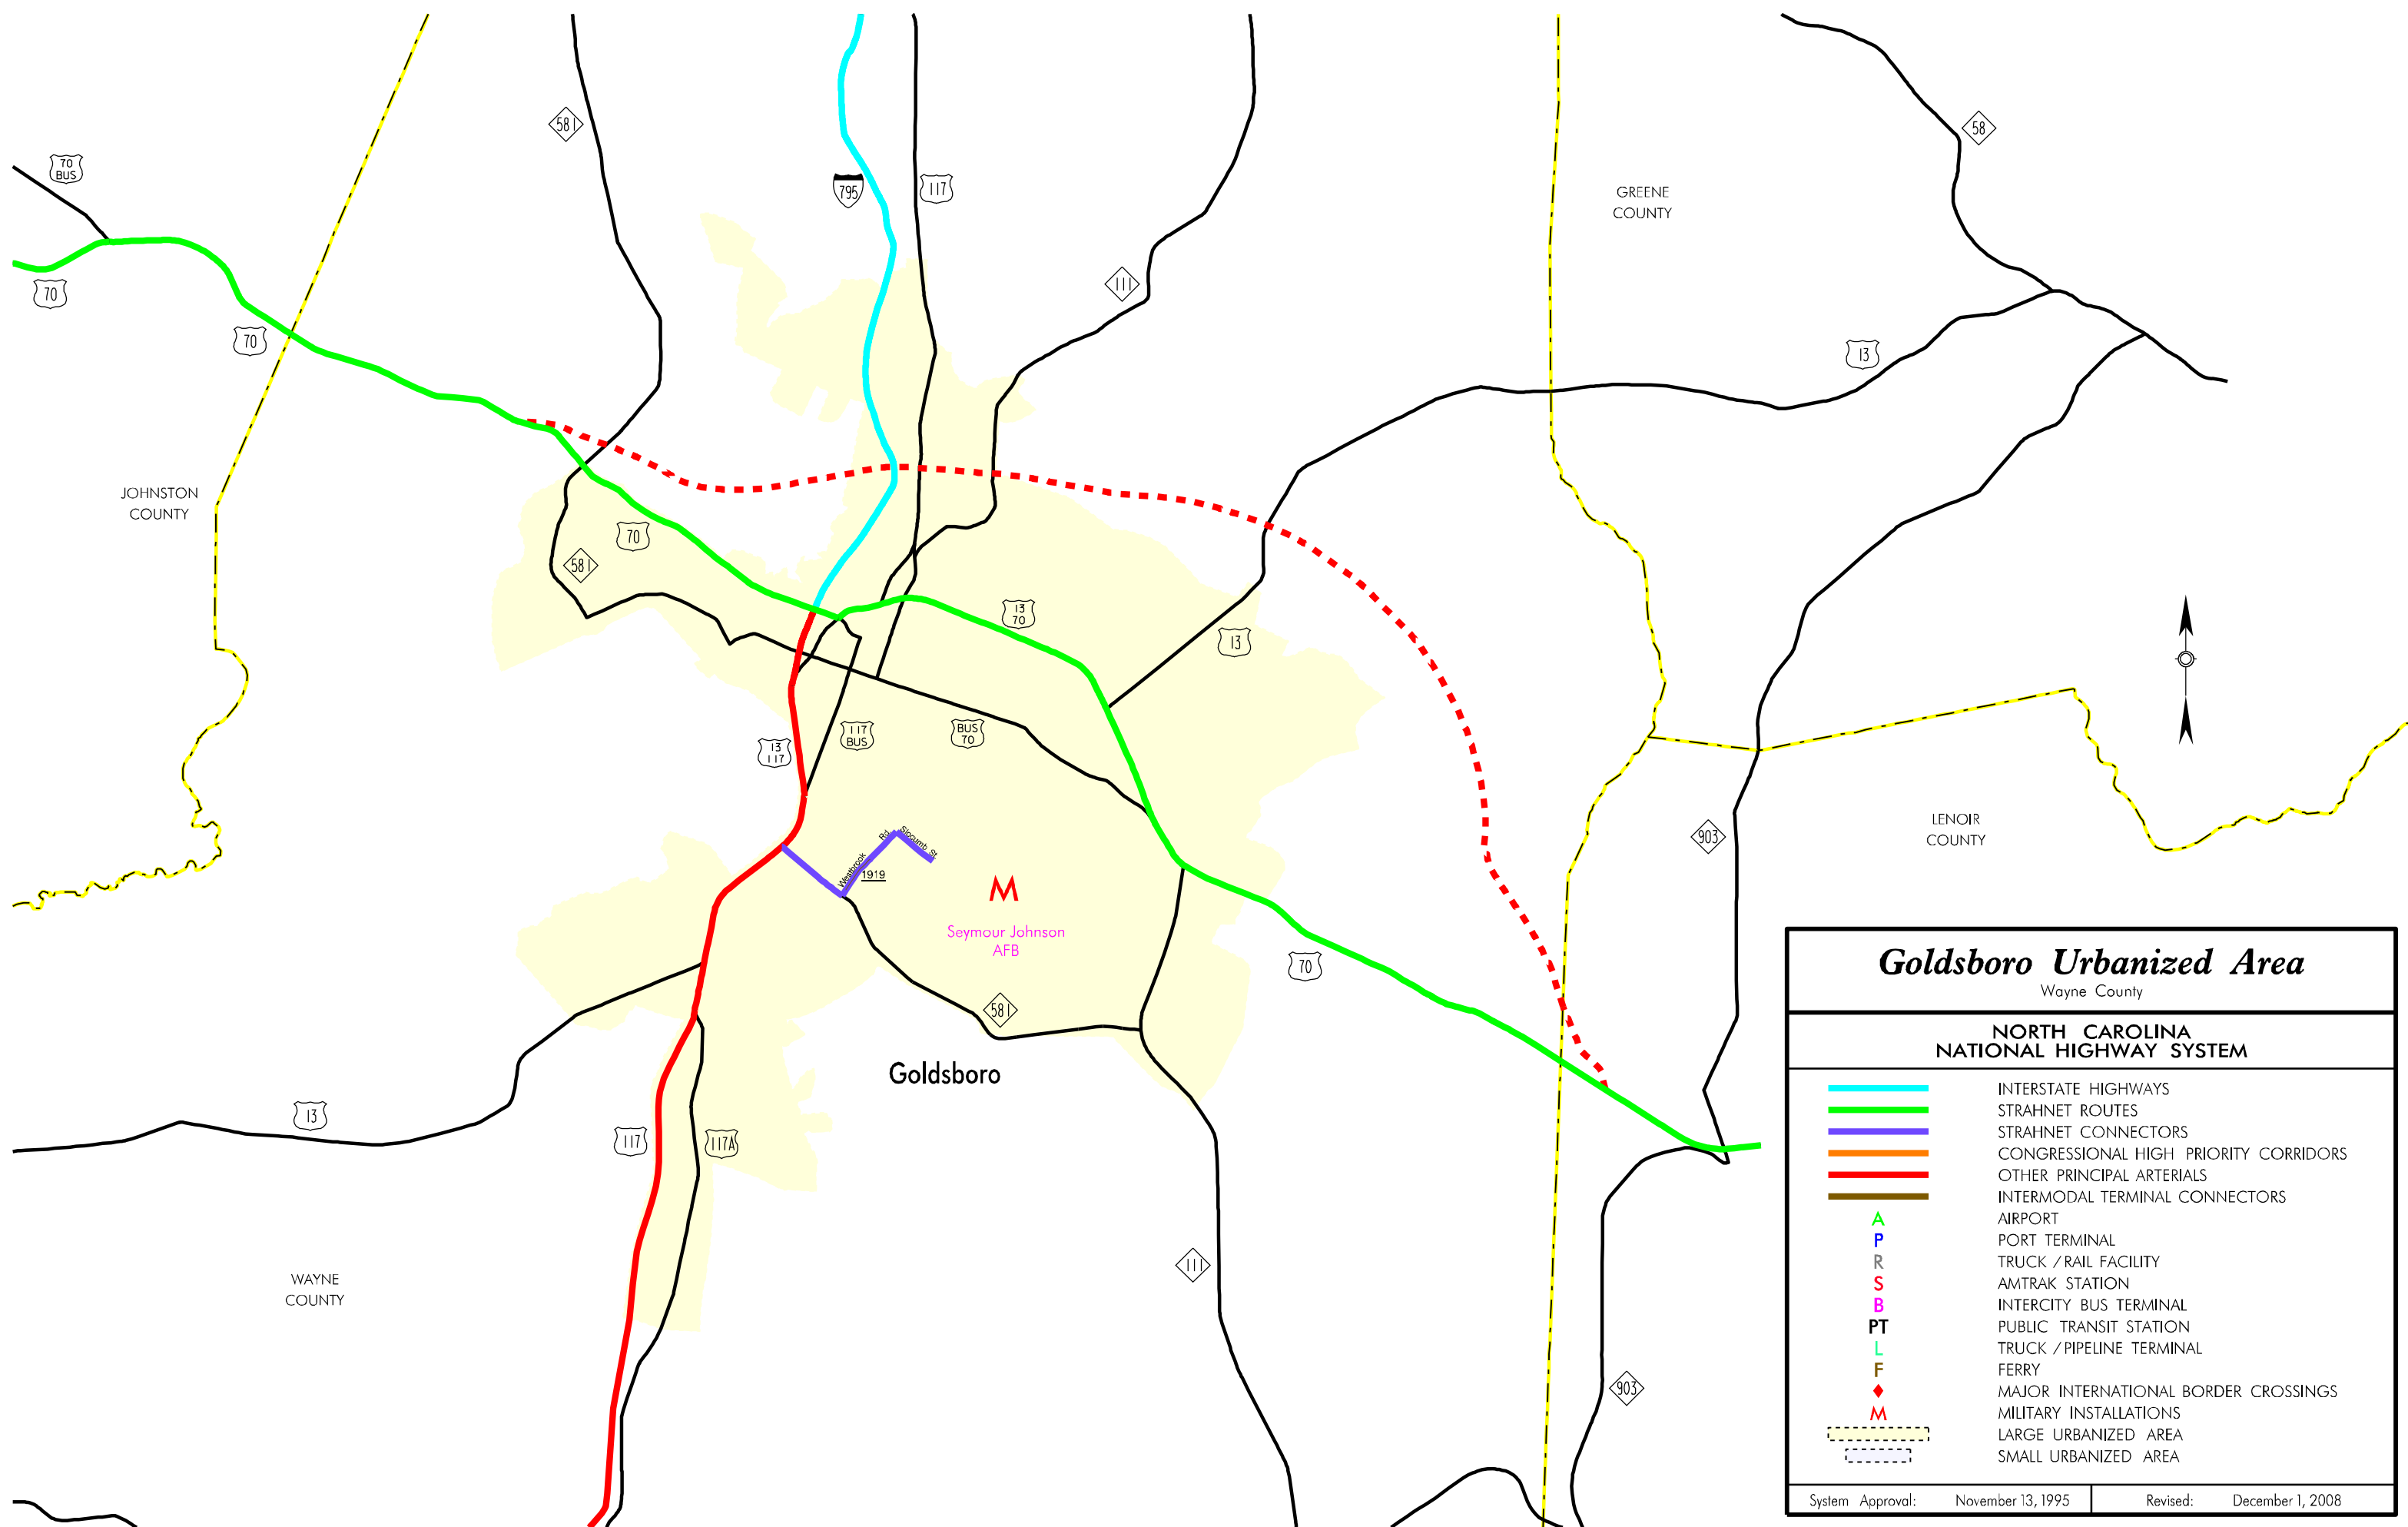 581
58
70
BUS
795
117
GREENE
COUNTY
111
70
70
13
JOHNSTON
COUNTY
70
581
13
70
13
117
BUS
BUS
70
13
117
903
LENOIR
COUNTY
Rd
Slocumb St
Westbrook
1919
M
Seymour Johnson
AFB
70
581
Goldsboro
13
117
117A
111
WAYNE
COUNTY
903
Goldsboro Urbanized Area
Wayne County
NORTH CAROLINA
NATIONAL HIGHWAY SYSTEM
INTERSTATE HIGHWAYS
STRAHNET ROUTES
STRAHNET CONNECTORS
CONGRESSIONAL HIGH PRIORITY CORRIDORS
OTHER PRINCIPAL ARTERIALS
INTERMODAL TERMINAL CONNECTORS
A AIRPORT
P PORT TERMINAL
R TRUCK / RAIL FACILITY
S AMTRAK STATION
B INTERCITY BUS TERMINAL
PT PUBLIC TRANSIT STATION
L TRUCK / PIPELINE TERMINAL
F FERRY
MAJOR INTERNATIONAL BORDER CROSSINGS
M MILITARY INSTALLATIONS
LARGE URBANIZED AREA
SMALL URBANIZED AREA
System Approval: November 13, 1995 Revised: December 1, 2008